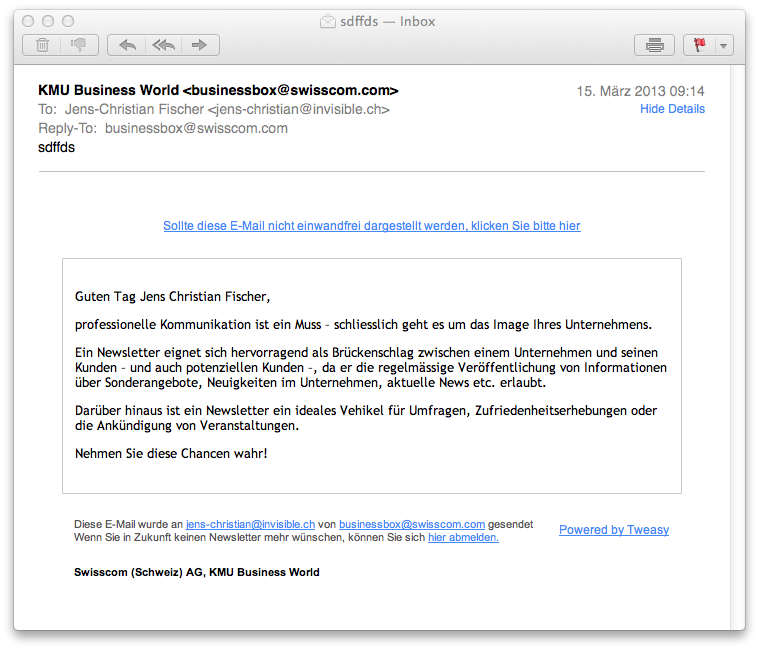 sdffds — Inbox
KMU Business World <businessbox@swisscom.com>
15. März 2013 09:14
To: Jens-Christian Fischer <jens-christian@invisible.ch>
Hide Details
Reply-To: businessbox@swisscom.com
sdffds
Sollte diese E-Mail nicht einwandfrei dargestellt werden, klicken Sie bitte hier
Guten Tag Jens Christian Fischer,
professionelle Kommunikation ist ein Muss – schliesslich geht es um das Image Ihres Unternehmens.
Ein Newsletter eignet sich hervorragend als Brückenschlag zwischen einem Unternehmen und seinen
Kunden – und auch potenziellen Kunden –, da er die regelmässige Veröffentlichung von Informationen
über Sonderangebote, Neuigkeiten im Unternehmen, aktuelle News etc. erlaubt.
Darüber hinaus ist ein Newsletter ein ideales Vehikel für Umfragen, Zufriedenheitserhebungen oder
die Ankündigung von Veranstaltungen.
Nehmen Sie diese Chancen wahr!
Diese E-Mail wurde an jens-christian@invisible.ch von businessbox@swisscom.com gesendet
Wenn Sie in Zukunft keinen Newsletter mehr wünschen, können Sie sich hier abmelden.
Powered by Tweasy
Swisscom (Schweiz) AG, KMU Business World